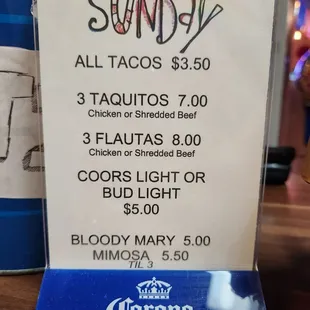 SUNDAY
ALL TACOS $3.50
3 TAQUITOS 7.00
Chicken or Shredded Beef
3 FLAUTAS 8.00
Chicken or Shredded Beef
COORS LIGHT OR
BUD LIGHT
$5.00
BLOODY MARY 5.00
MIMOSA 5.50
TIL 3
Corona